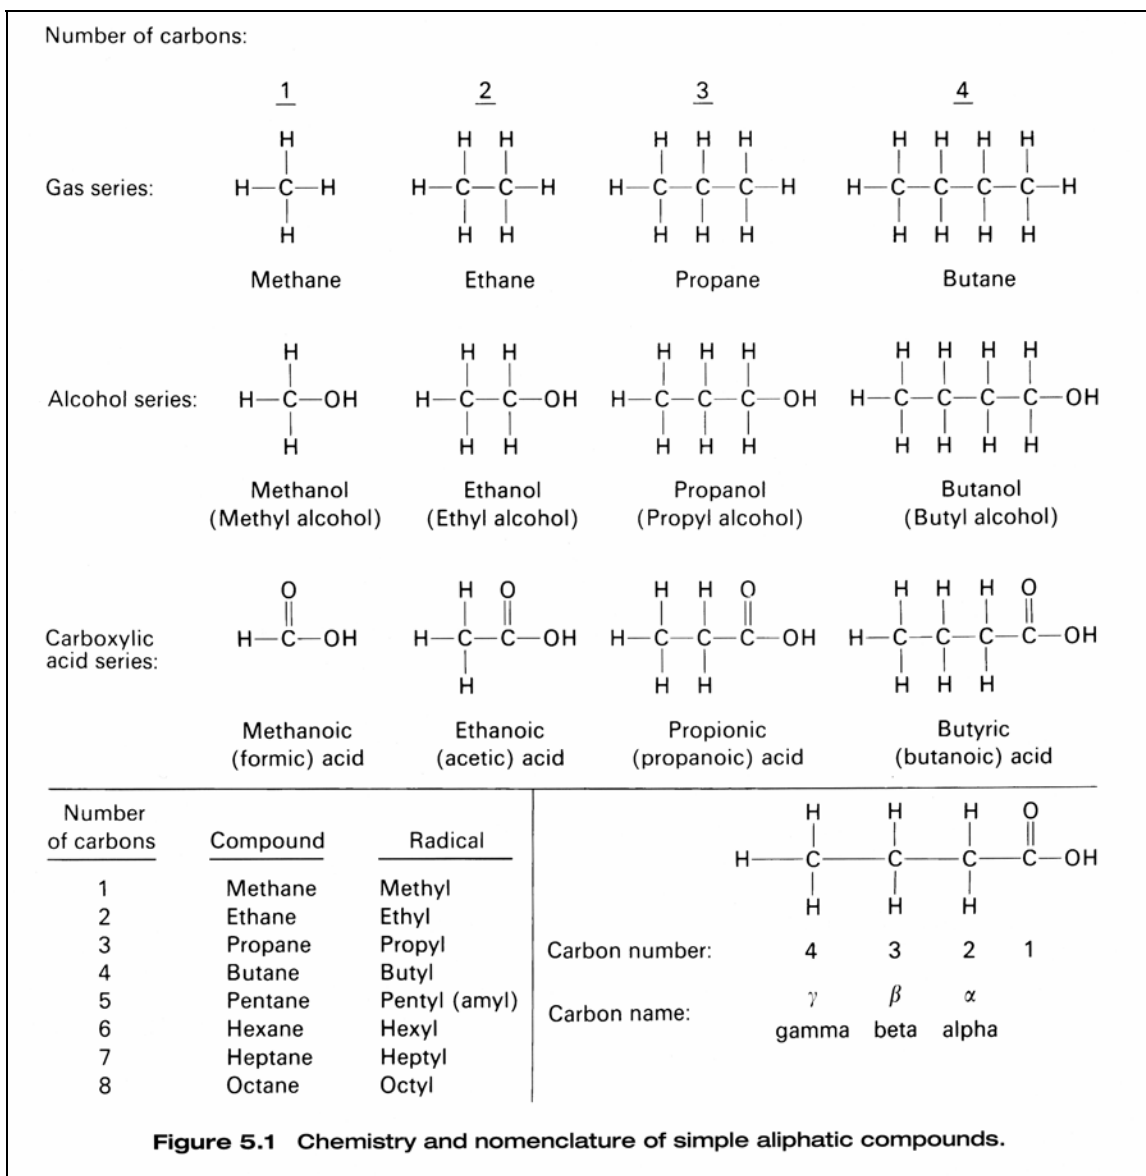 Number of carbons:
1 2 3 4
H H H H H H H H H H
Gas series: H—C—H H—C—C—H H—C—C—C—H H—C—C—C—C—H
H H H H H H H H H H
Methane Ethane Propane Butane
H H H H H H H H H H
Alcohol series: H—C—OH H—C—C—OH H—C—C—C—OH H—C—C—C—C—OH
H H H H H H H H H H
Methanol Ethanol Propanol Butanol
(Methyl alcohol) (Ethyl alcohol) (Propyl alcohol) (Butyl alcohol)
O H O H H O H H H O
Carboxylic H—C—OH H—C—C—OH H—C—C—C—OH H—C—C—C—C—OH
acid series:
H H H H H H
Methanoic Ethanoic Propionic Butyric
(formic) acid (acetic) acid (propanoic) acid (butanoic) acid
Number
of carbons Compound Radical
1 Methane Methyl
2 Ethane Ethyl
3 Propane Propyl
4 Butane Butyl
5 Pentane Pentyl (amyl)
6 Hexane Hexyl
7 Heptane Heptyl
8 Octane Octyl
H H H O
H—C—C—C—C—OH
H H H
Carbon number: 4 3 2 1
γ β α
Carbon name:
gamma beta alpha
Figure 5.1 Chemistry and nomenclature of simple aliphatic compounds.